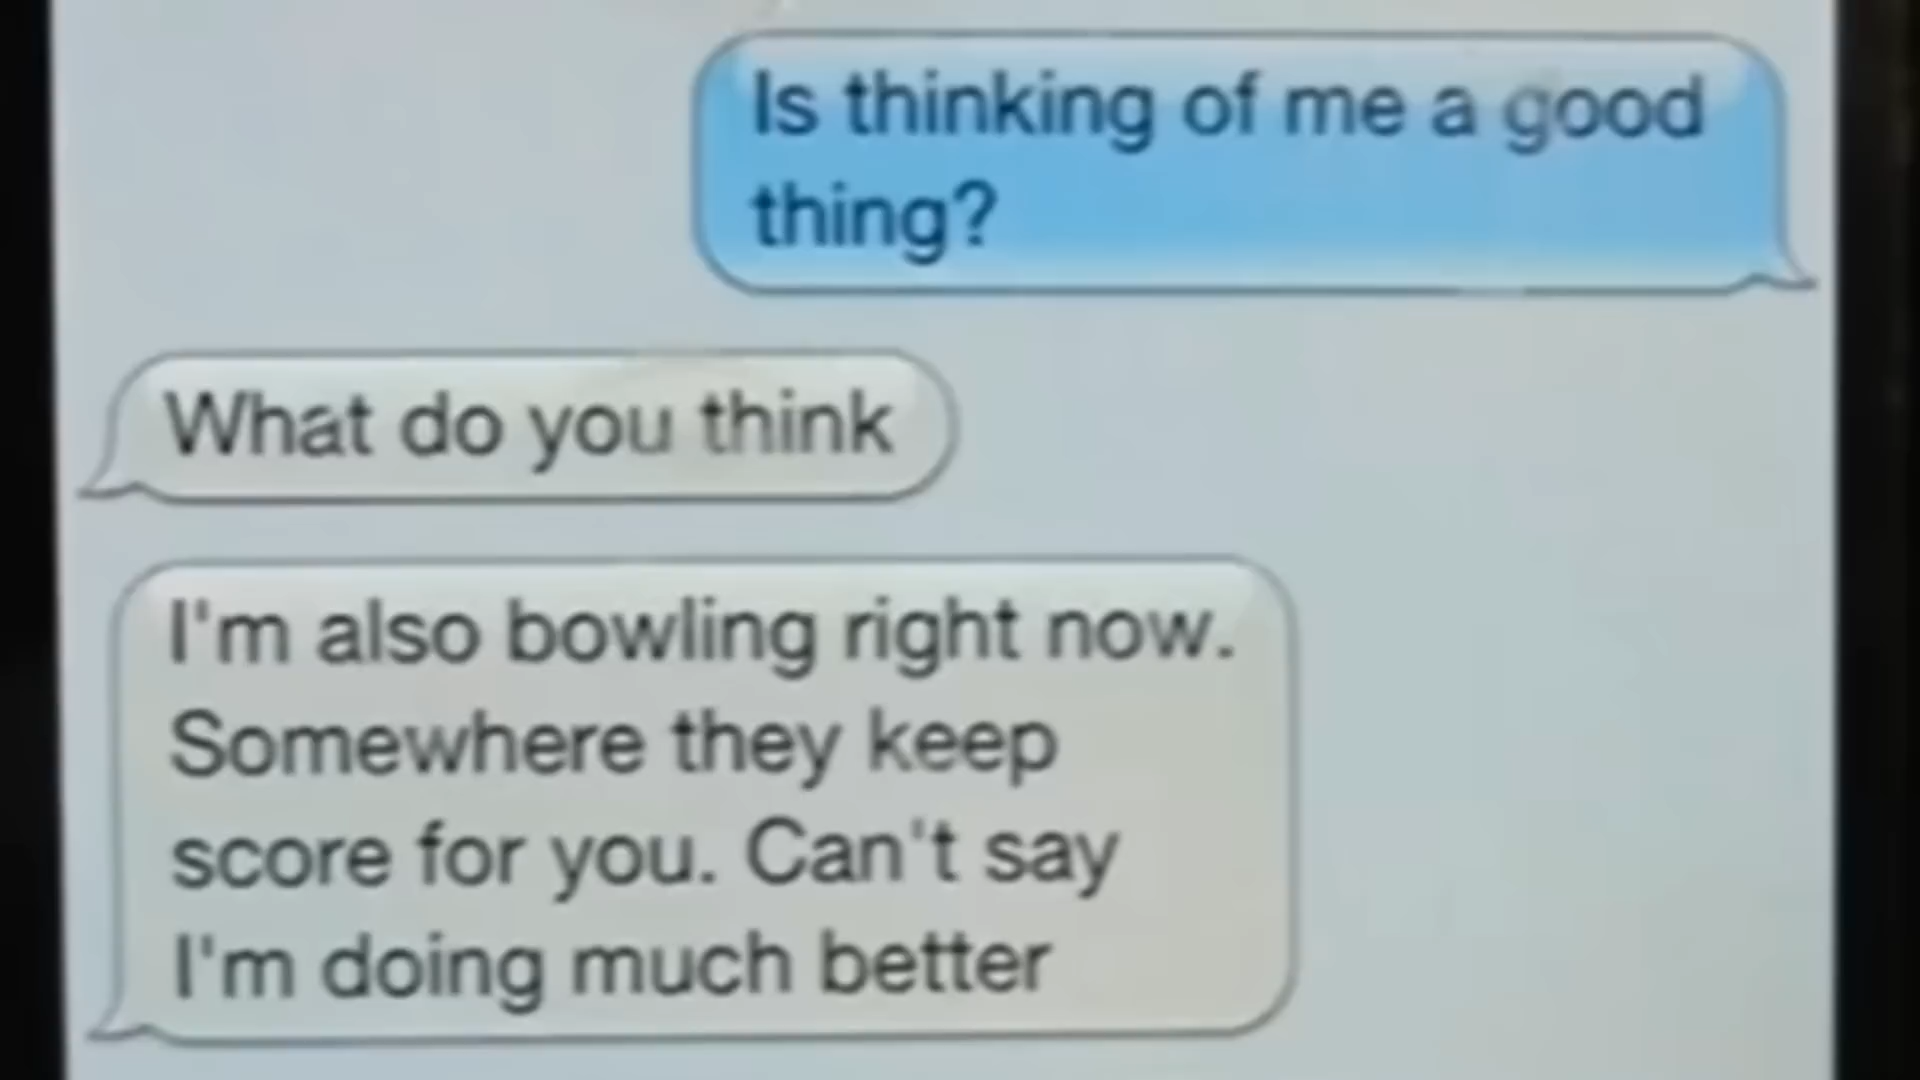 Is thinking of me a good
thing?
What do you think
I'm also bowling right now.
Somewhere they keep
score for you. Can't say
I'm doing much better